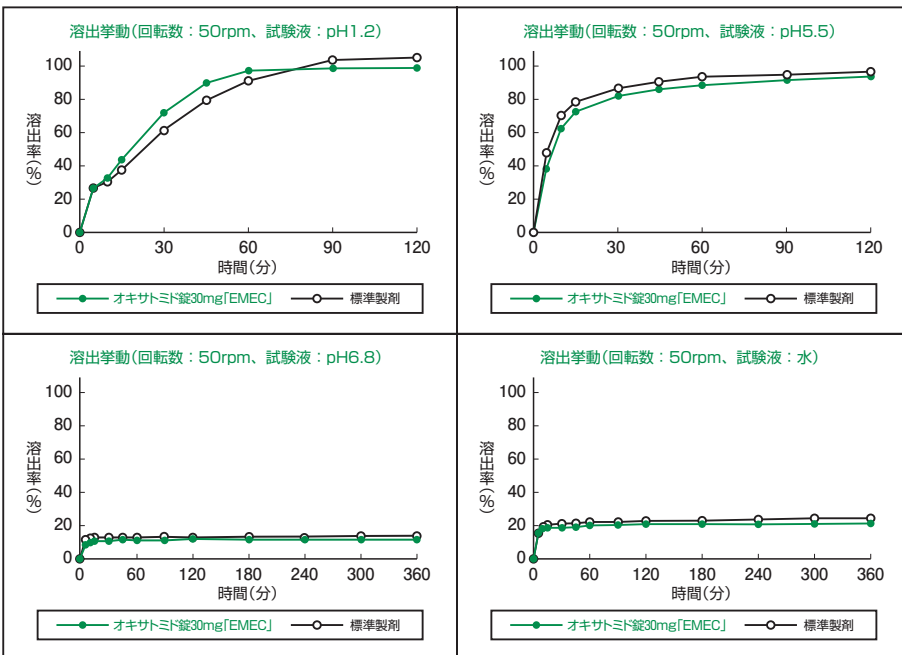 溶出挙動(回転数：50rpm、試験液：pH1.2)
溶出率(%)
100
80
60
40
20
0
0 30 60 90 120
時間(分)
オキサトミド錠30mg「EMEC」 標準製剤
溶出挙動(回転数：50rpm、試験液：pH5.5)
溶出率(%)
100
80
60
40
20
0
0 30 60 90 120
時間(分)
オキサトミド錠30mg「EMEC」 標準製剤
溶出挙動(回転数：50rpm、試験液：pH6.8)
溶出率(%)
100
80
60
40
20
0
0 60 120 180 240 300 360
時間(分)
オキサトミド錠30mg「EMEC」 標準製剤
溶出挙動(回転数：50rpm、試験液：水)
溶出率(%)
100
80
60
40
20
0
0 60 120 180 240 300 360
時間(分)
オキサトミド錠30mg「EMEC」 標準製剤